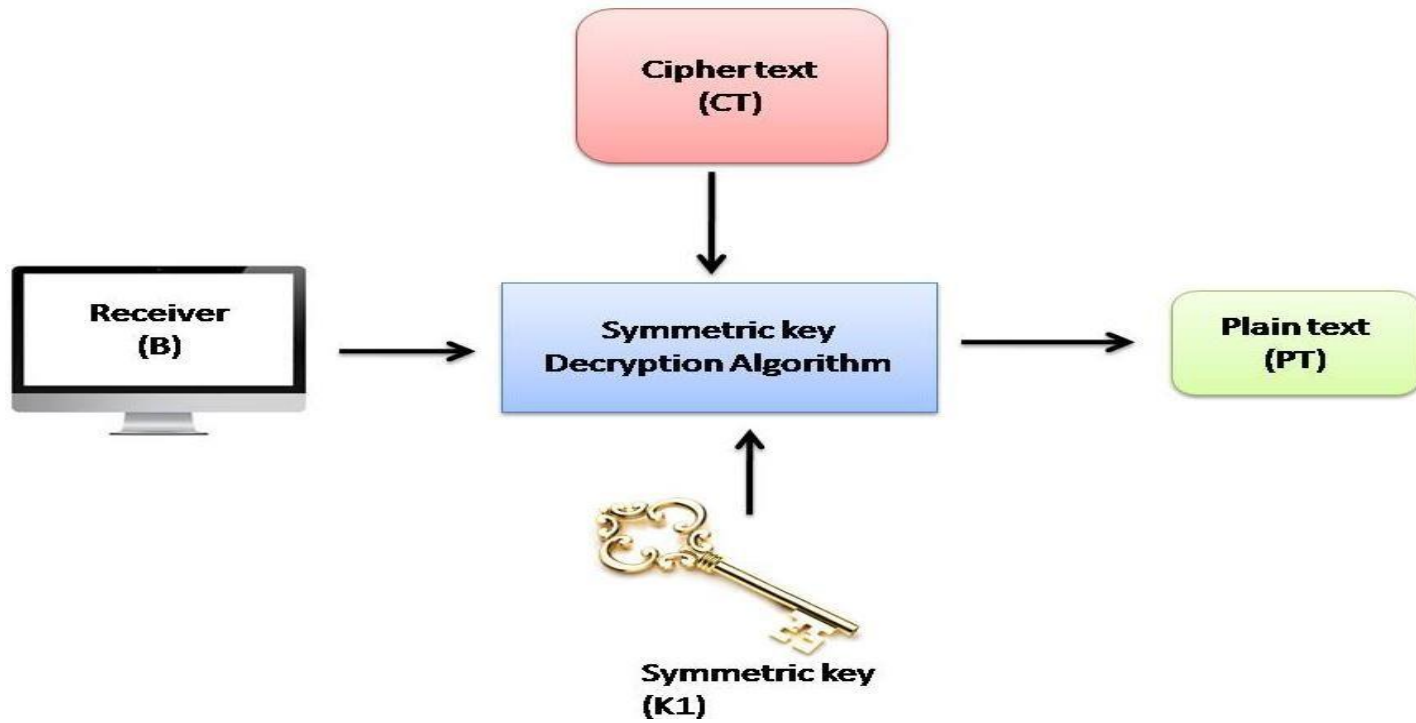 Cipher text
(CT)
Receiver
(B)
Symmetric key
Decryption Algorithm
Plain text
(PT)
Symmetric key
(K1)